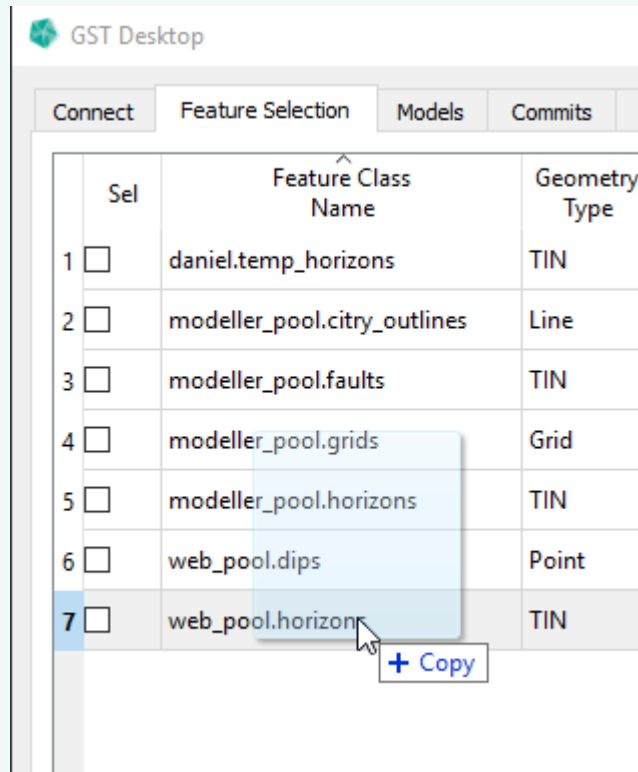 GST Desktop
Connect Feature Selection Models Commits
Sel Feature Class Name Geometry Type
1 daniel.temp_horizons TIN
2 modeller_pool.citry_outlines Line
3 modeller_pool.faults TIN
4 modeller_pool.grids Grid
5 modeller_pool.horizons TIN
6 web_pool.dips Point
7 web_pool.horizons TIN
+ Copy